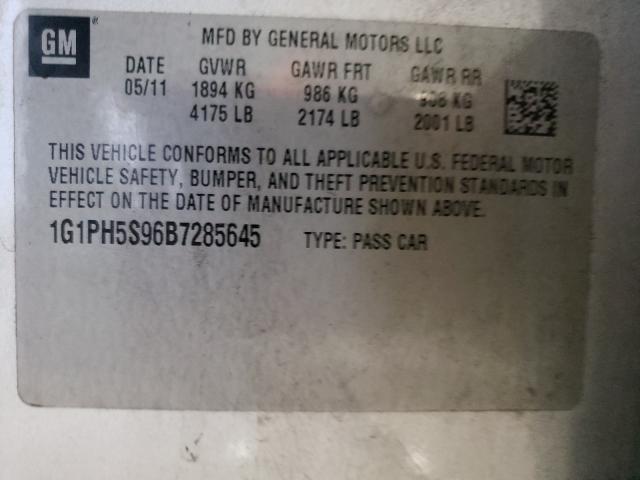 GM ®
MFD BY GENERAL MOTORS LLC
DATE GVWR GAWR FRT GAWR RR
05/11 1894 KG 986 KG 908 KG
4175 LB 2174 LB 2001 LB
THIS VEHICLE CONFORMS TO ALL APPLICABLE U.S. FEDERAL MOTOR
VEHICLE SAFETY, BUMPER, AND THEFT PREVENTION STANDARDS IN
EFFECT ON THE DATE OF MANUFACTURE SHOWN ABOVE.
1G1PH5S96B7285645 TYPE: PASS CAR